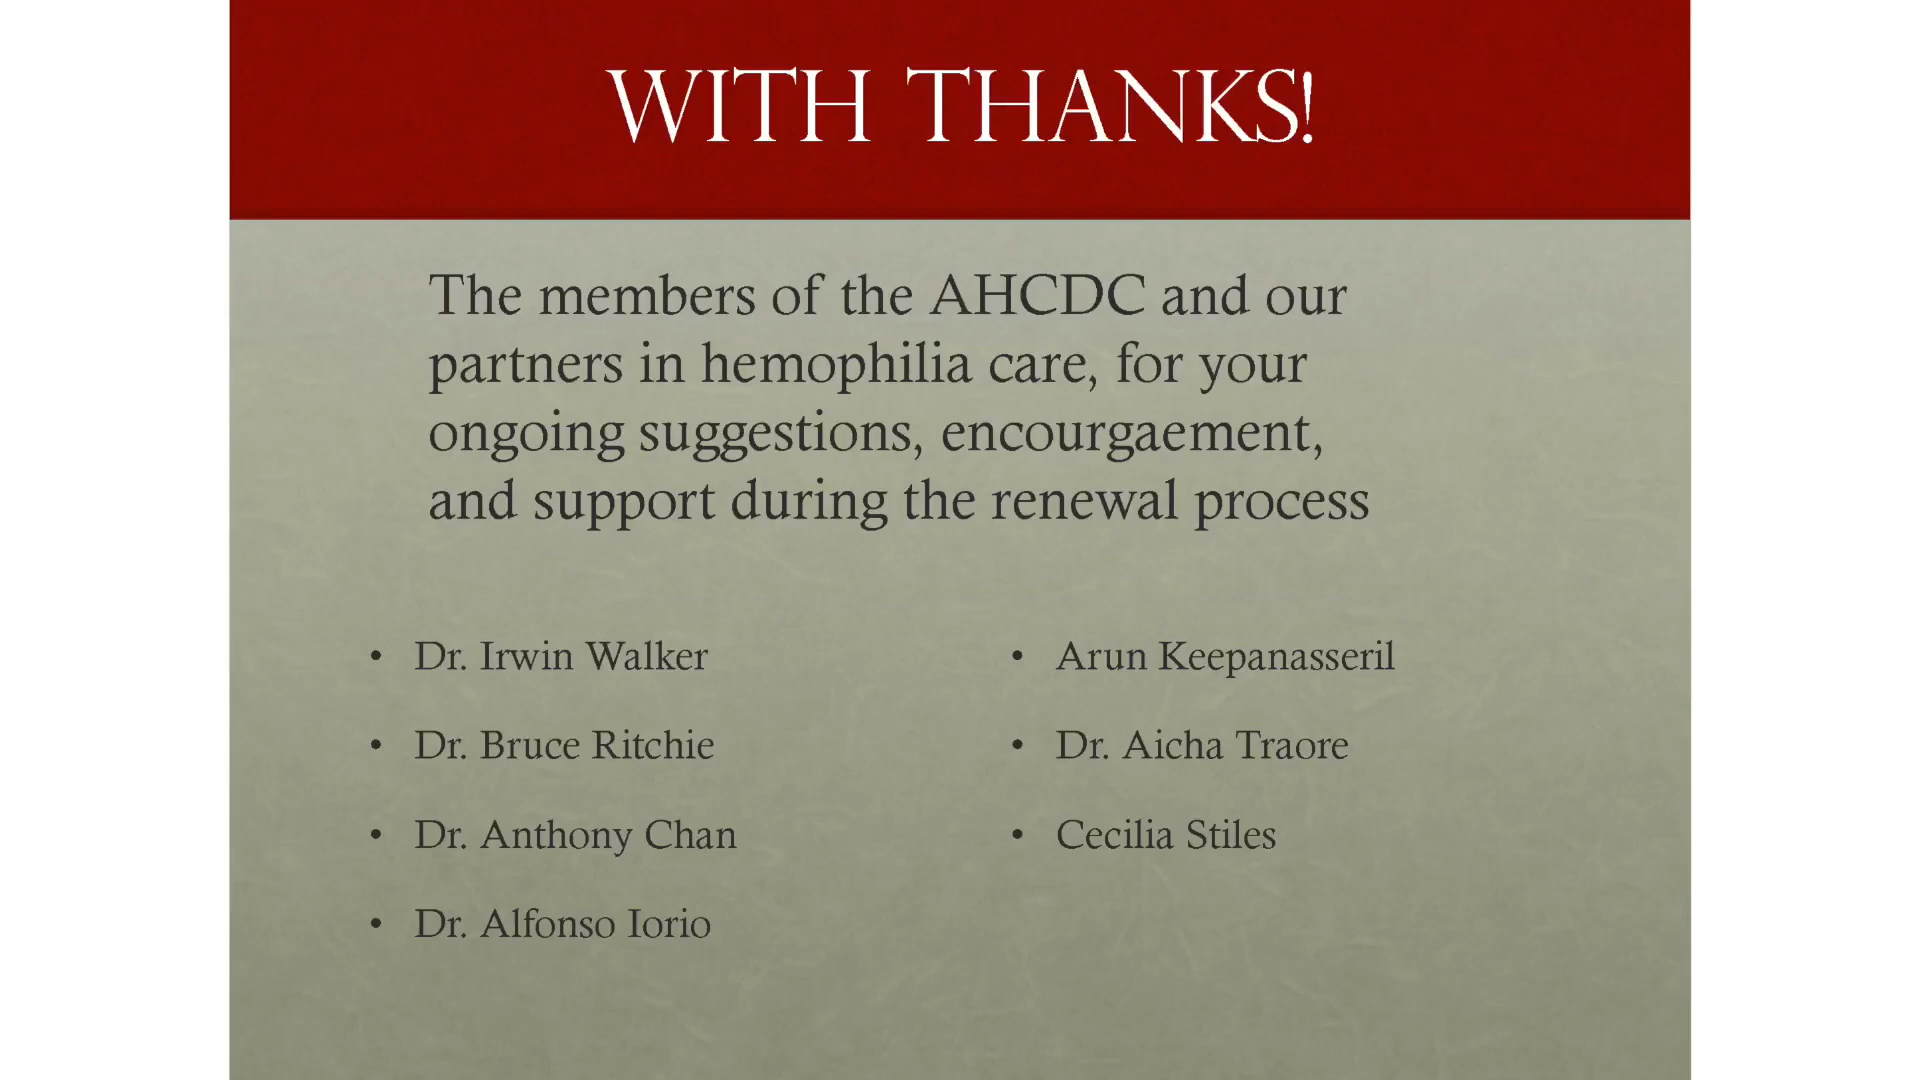 WITH THANKS!
The members of the AHCDC and our
partners in hemophilia care, for your
ongoing suggestions, encourgaement,
and support during the renewal process
• Dr. Irwin Walker
• Dr. Bruce Ritchie
• Dr. Anthony Chan
• Dr. Alfonso Iorio
• Arun Keepanasseril
• Dr. Aicha Traore
• Cecilia Stiles